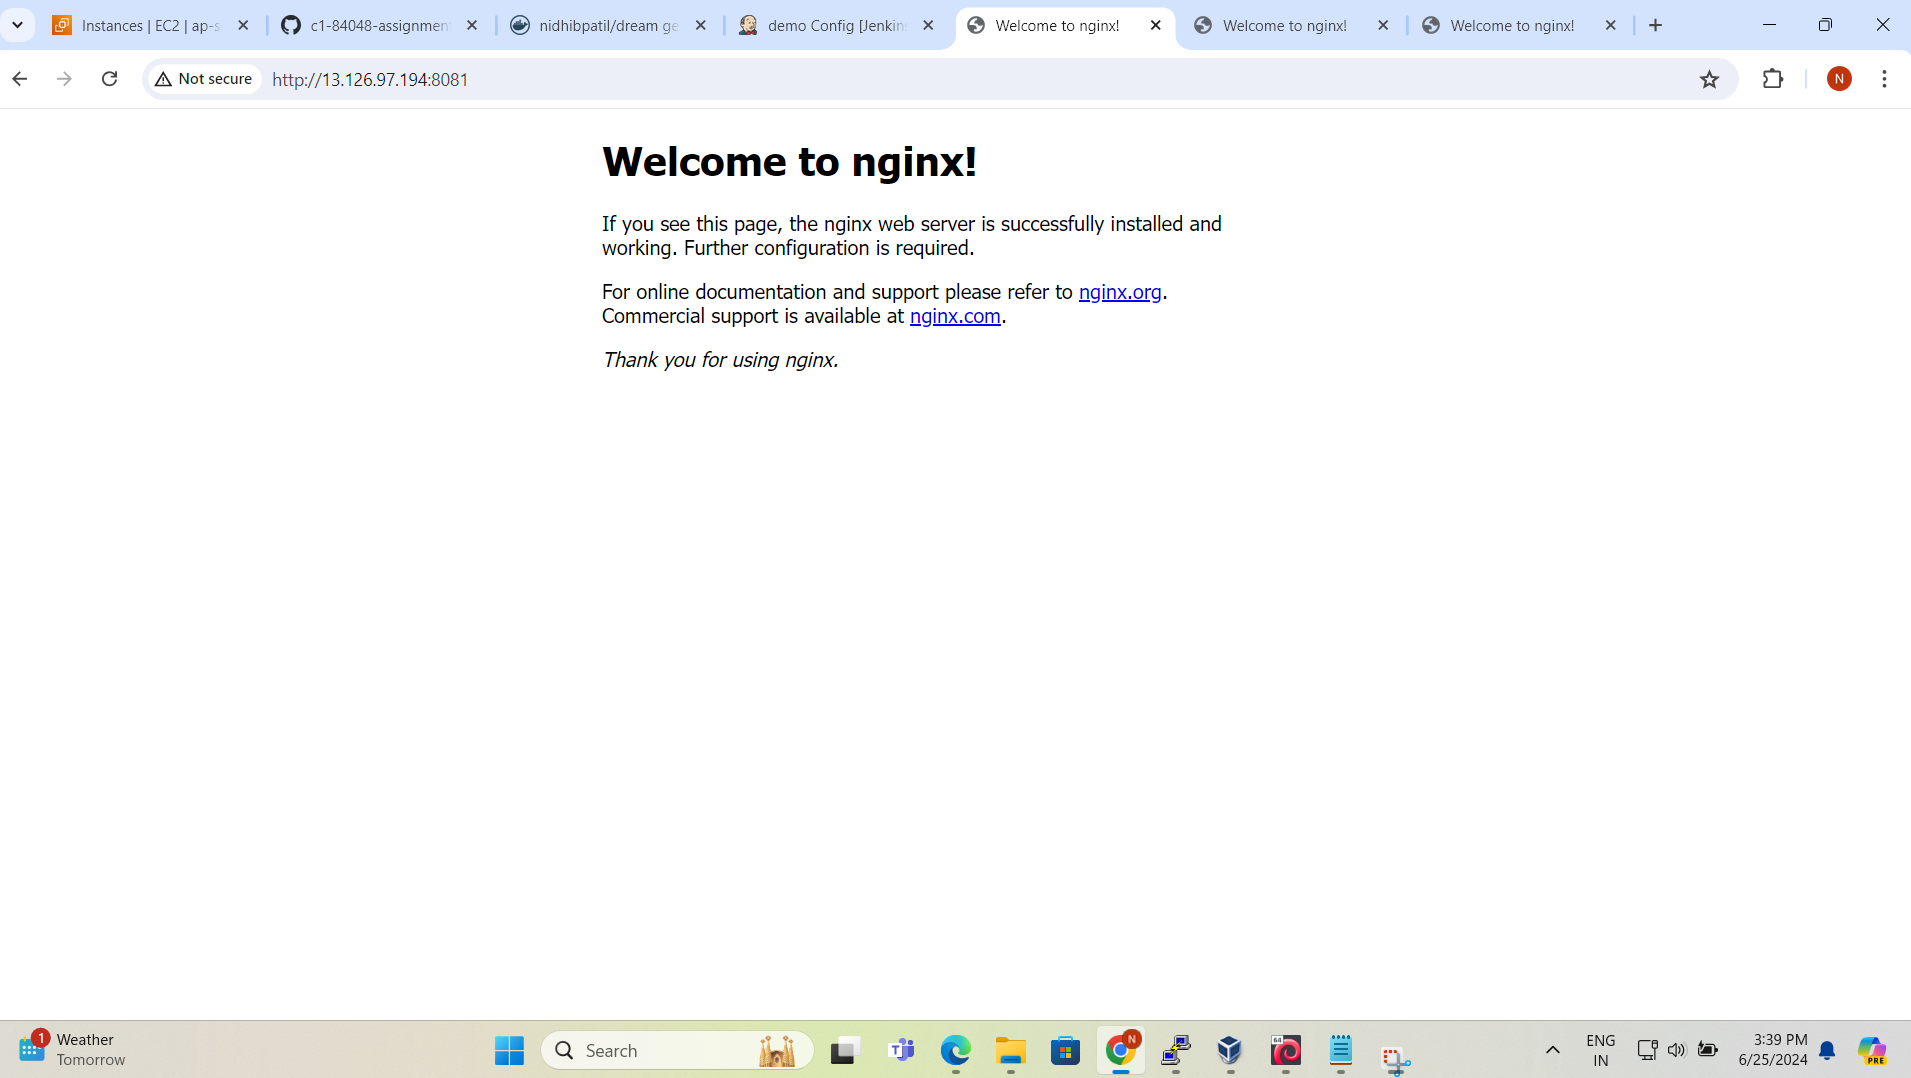 Instances | EC2 | ap-s
c1-84048-assignment
nidhibpatil/dream ge
demo Config [Jenkins
Welcome to nginx!
Welcome to nginx!
Welcome to nginx!
Not secure
http://13.126.97.194:8081
N
Welcome to nginx!
If you see this page, the nginx web server is successfully installed and
working. Further configuration is required.
For online documentation and support please refer to nginx.org.
Commercial support is available at nginx.com.
Thank you for using nginx.
1
Weather
Tomorrow
Search
T
N
64
ENG
IN
3:39 PM
6/25/2024
PRE